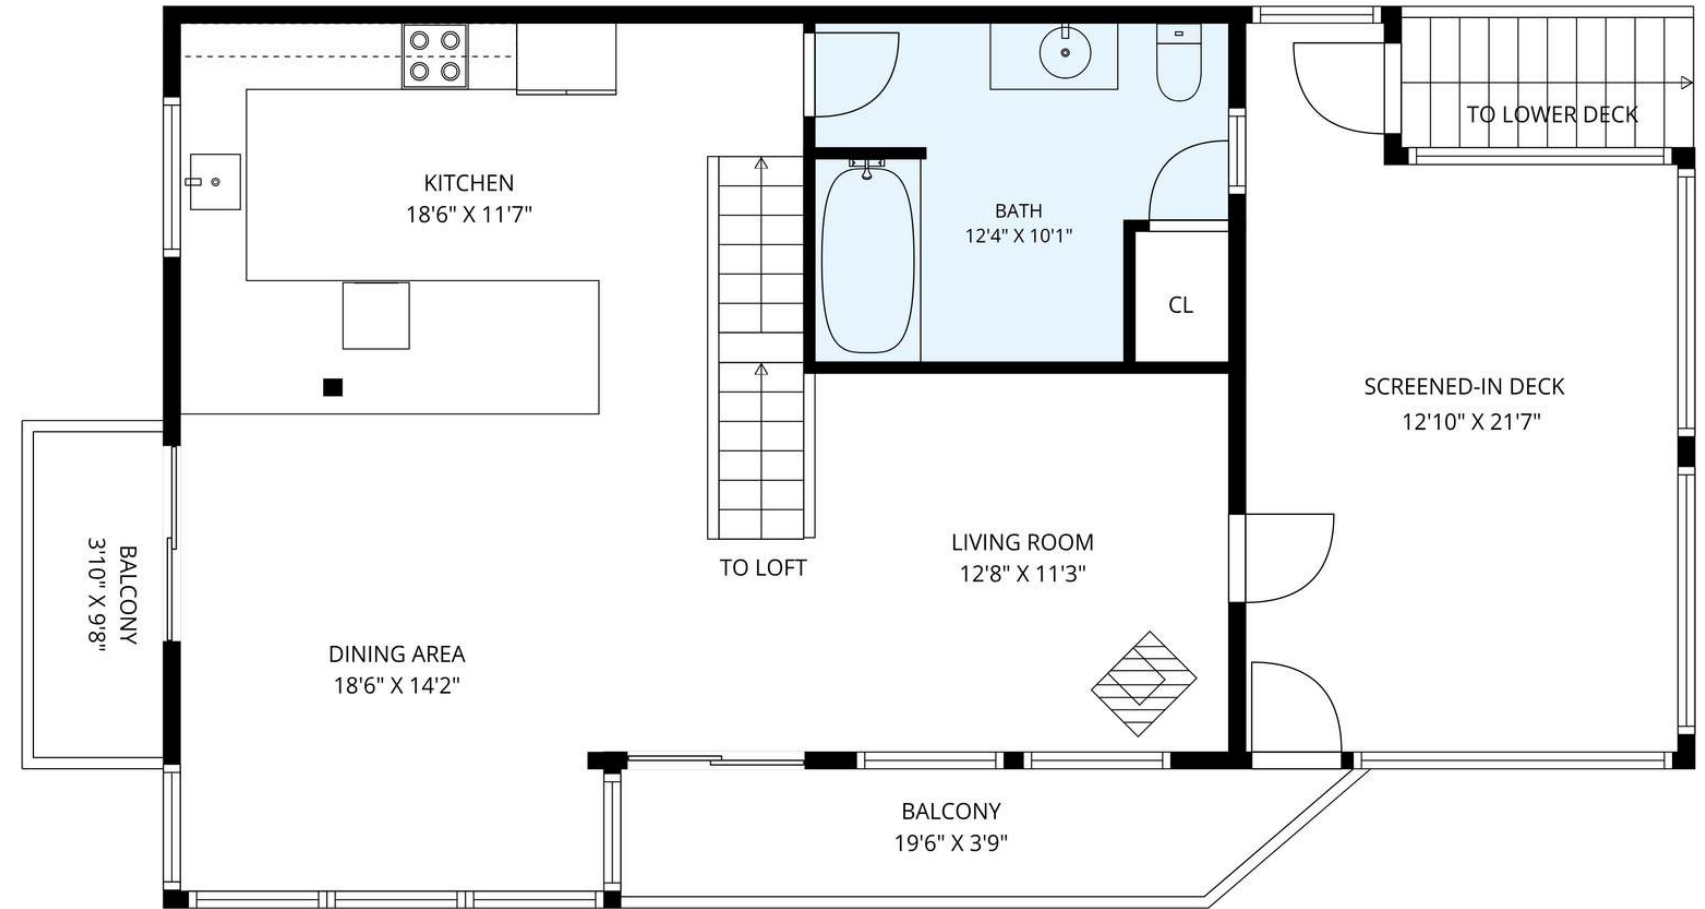 TO LOWER DECK
KITCHEN
18'6" X 11'7"
BATH
12'4" X 10'1"
CL
SCREENED-IN DECK
12'10" X 21'7"
BALCONY
3'10" X 9'8"
TO LOFT
LIVING ROOM
12'8" X 11'3"
DINING AREA
18'6" X 14'2"
BALCONY
19'6" X 3'9"